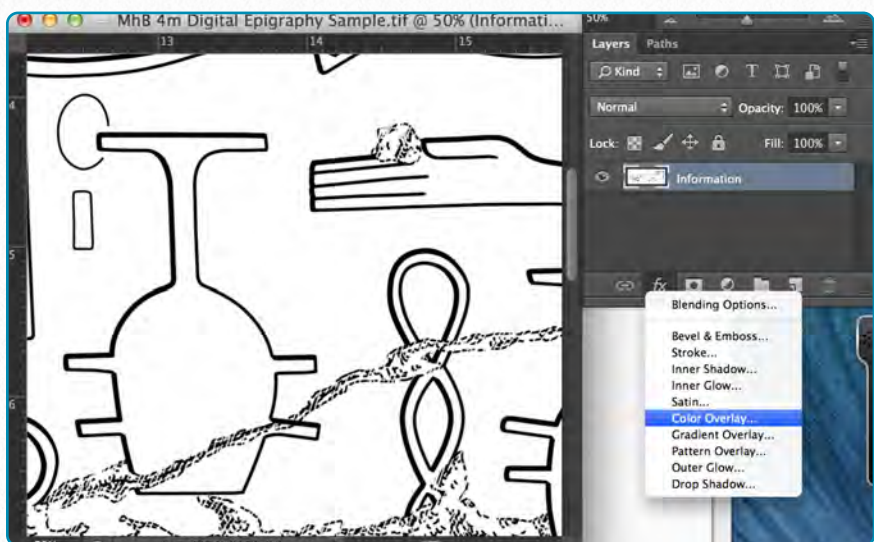 MhB 4m Digital Epigraphy Sample.tif @ 50% (Informati...
50%
13 14 15
4
5
6
Layers Paths
Kind
T
Normal Opacity: 100%
Lock: Fill: 100%
Information
fx
Blending Options...
Bevel & Emboss...
Stroke...
Inner Shadow...
Inner Glow...
Satin...
Color Overlay...
Gradient Overlay...
Pattern Overlay...
Outer Glow...
Drop Shadow...